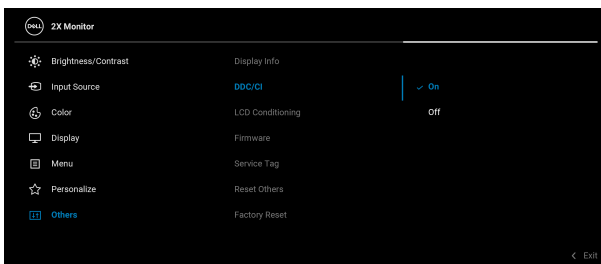 DELL 2X Monitor
Brightness/Contrast
Display Info
Input Source
DDC/CI
On
Color
LCD Conditioning
Off
Display
Firmware
Menu
Service Tag
Personalize
Reset Others
Others
Factory Reset
Exit